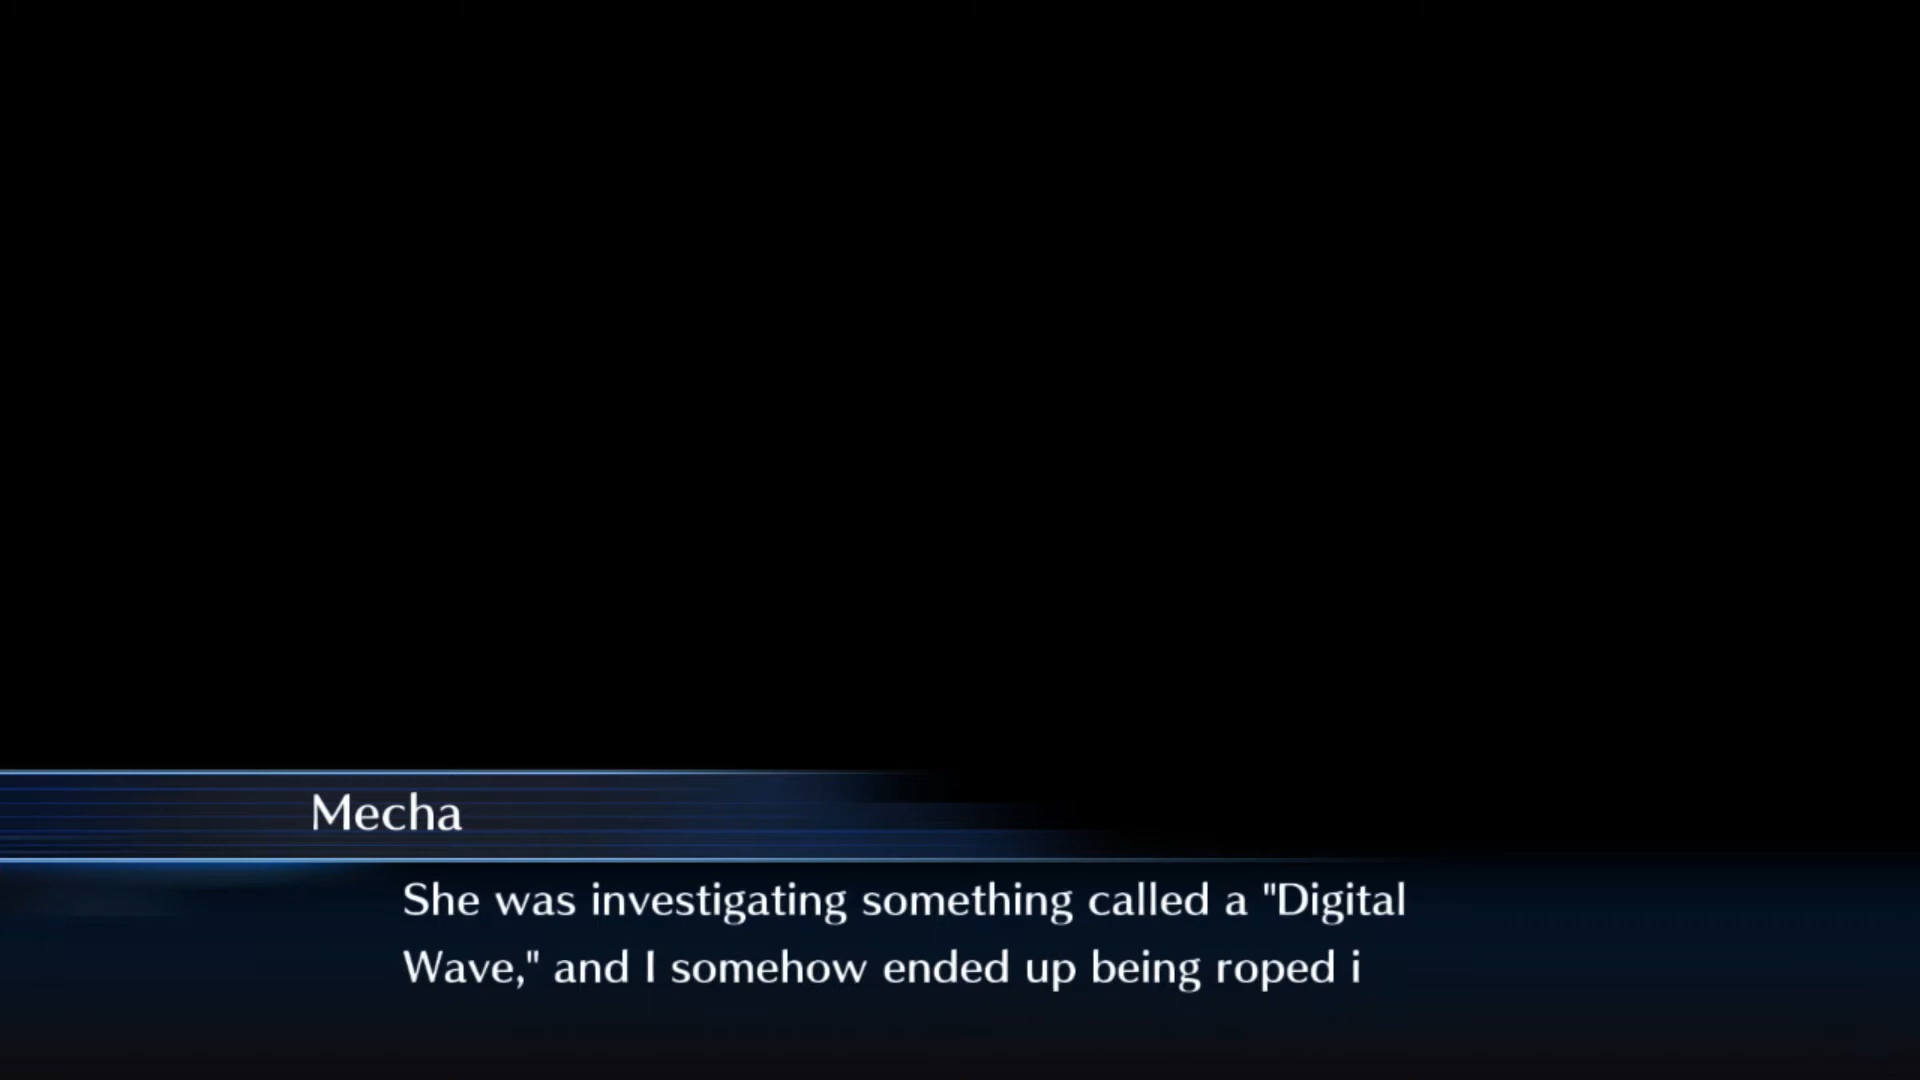 Mecha
She was investigating something called a "Digital
Wave," and I somehow ended up being roped i